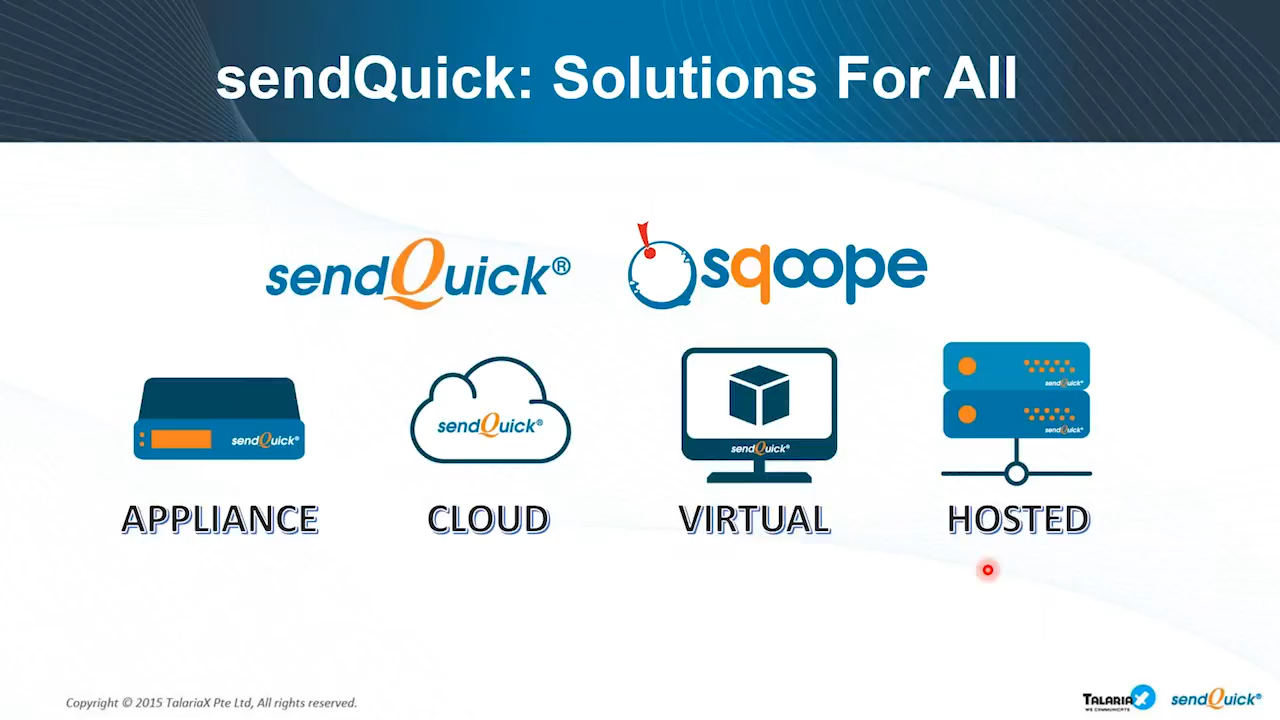 sendQuick: Solutions For All
sendQuick®
sqoope
sendQuick®
sendQuick®
sendQuick®
sendQuick®
sendQuick®
APPLIANCE
CLOUD
VIRTUAL
HOSTED
Copyright © 2015 TalariaX Pte Ltd, All rights reserved.
TALARIAX
WE COMMUNICATE
sendQuick®